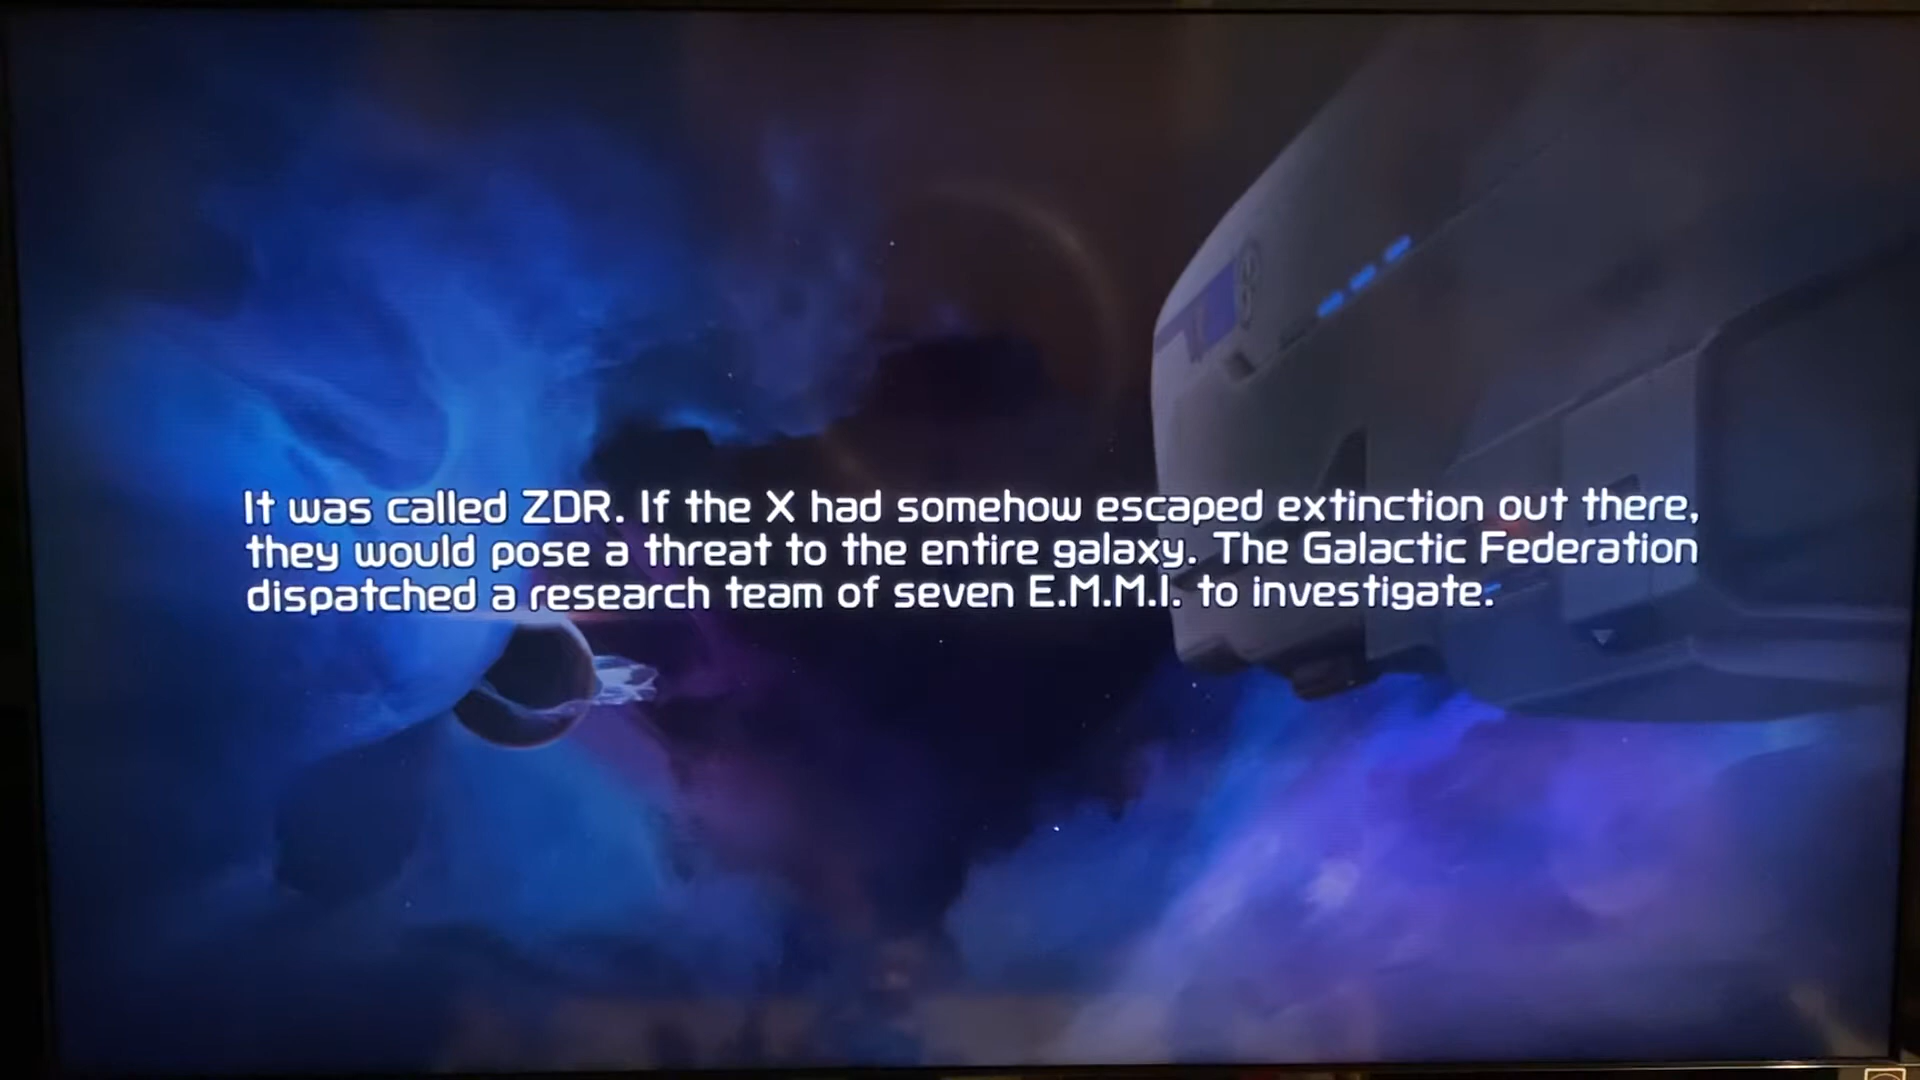 It was called ZDR. If the X had somehow escaped extinction out there,
they would pose a threat to the entire galaxy. The Galactic Federation
dispatched a research team of seven E.M.M.I. to investigate.